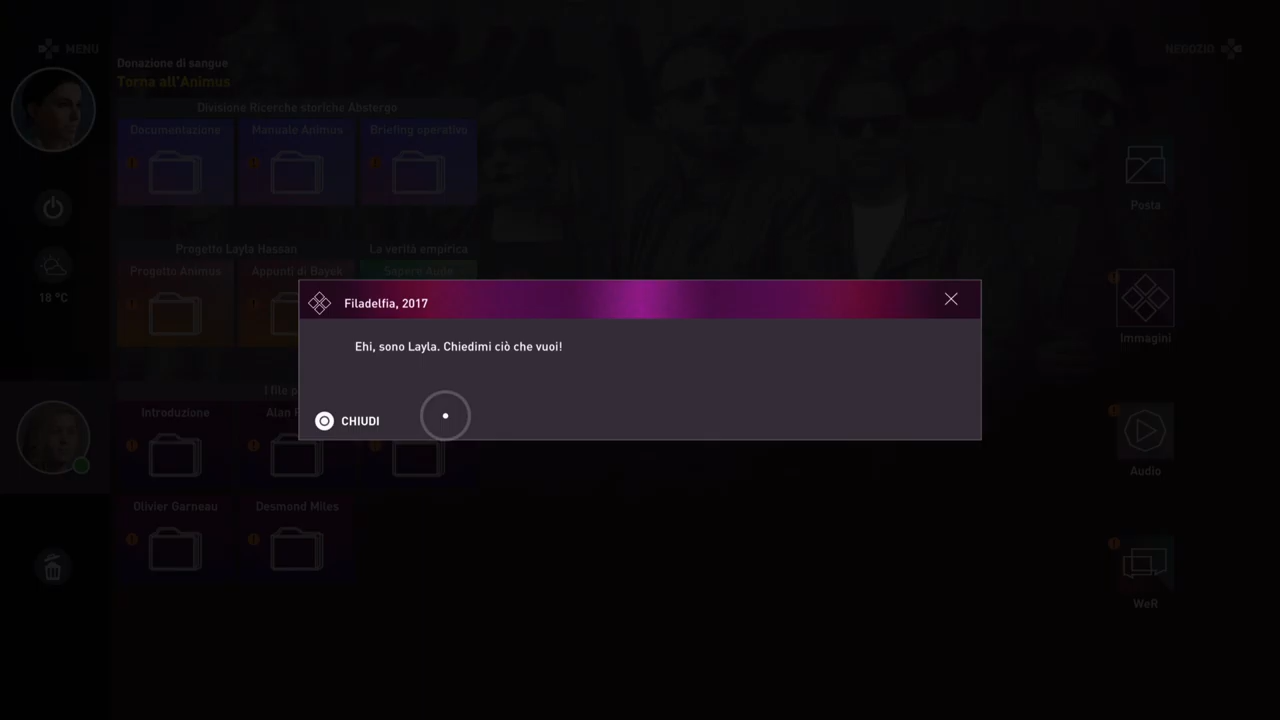 MENU
NEGOZIO
Donazione di sangue
Torna all'Animus
Divisione Ricerche storiche Abstergo
Documentazione
Manuale Animus
Briefing operativo
Posta
Progetto Layla Hassan
La verità empirica
Progetto Animus
Appunti di Bayek
18 °C
Filadelfia, 2017
Ehi, sono Layla. Chiedimi ciò che vuoi!
CHIUDI
Immagini
I file p
Introduzione
Alan
Audio
Olivier Garneau
Desmond Miles
WeR